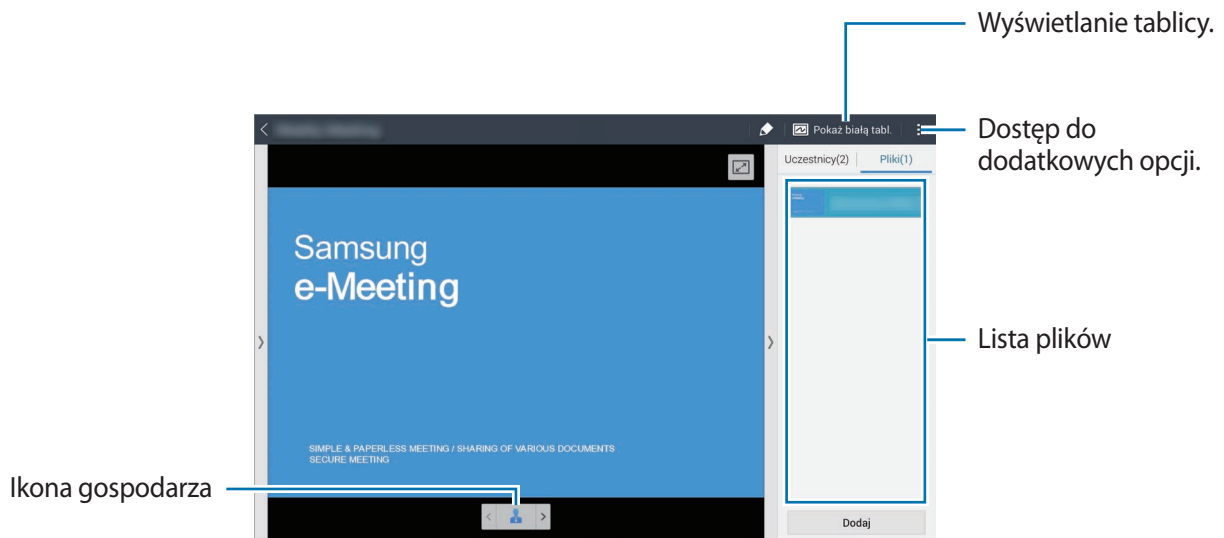 Wyświetlanie tablicy.
Pokaż białą tabl.
Dostęp do
dodatkowych opcji.
Uczestnicy(2)
Pliki(1)
Samsung
e-Meeting
Lista plików
SIMPLE & PAPERLESS MEETING / SHARING OF VARIOUS DOCUMENTS
SECURE MEETING
Ikona gospodarza
Dodaj